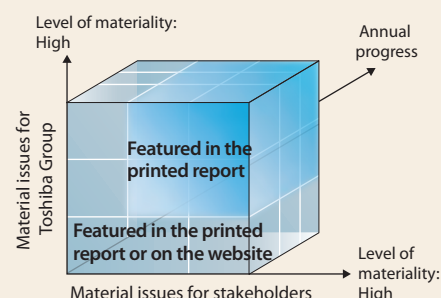 Level of materiality:
High
Annual
progress
Material issues for
Toshiba Group
Featured in the
printed report
Featured in the printed
report or on the website
Level of
materiality:
High
Material issues for stakeholders